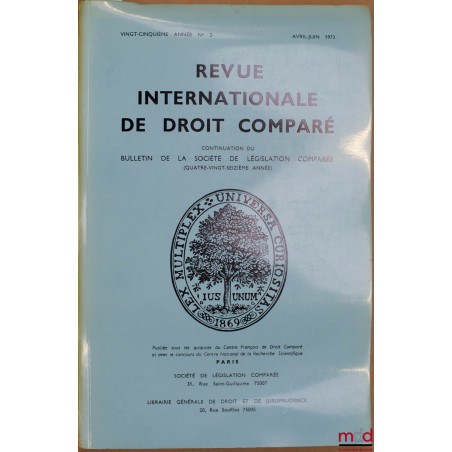 VINGT-CINQUIÈME ANNÉE N° 2 AVRIL-JUIN 1973
REVUE
INTERNATIONALE
DE DROIT COMPARÉ
CONTINUATION DU
BULLETIN DE LA SOCIÉTÉ DE LÉGISLATION COMPARÉE
(QUATRE-VINGT-SEIZIÈME ANNÉE)
LEX MULTIPLEX UNIVERSA CURIOSITAS
IUS UNUM
1869
Publiée sous les auspices du Centre Français de Droit Comparé
et avec le concours du Centre National de la Recherche Scientifique
PARIS
SOCIÉTÉ DE LÉGISLATION COMPARÉE
31, Rue Saint-Guillaume 75007
LIBRAIRIE GÉNÉRALE DE DROIT ET DE JURISPRUDENCE
20, Rue Soufflot 75005